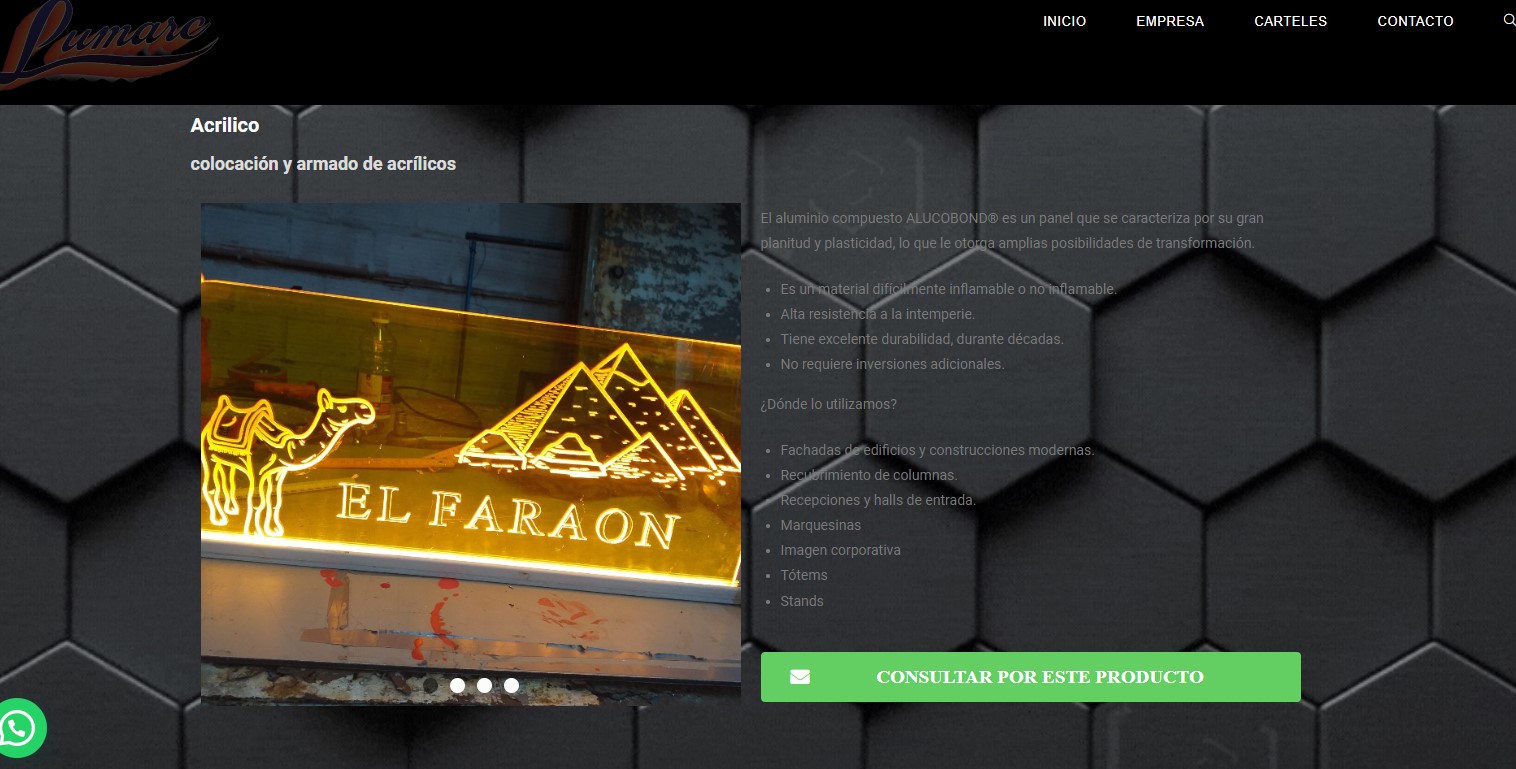 Lumarc
INICIO EMPRESA CARTELES CONTACTO
Acrilico
colocación y armado de acrílicos
EL FARAON
El aluminio compuesto ALUCOBOND® es un panel que se caracteriza por su gran
planitud y plasticidad, lo que le otorga amplias posibilidades de transformación.
• Es un material difícilmente inflamable o no inflamable.
• Alta resistencia a la intemperie.
• Tiene excelente durabilidad, durante décadas.
• No requiere inversiones adicionales.
¿Dónde lo utilizamos?
• Fachadas de edificios y construcciones modernas.
• Recubrimiento de columnas.
• Recepciones y halls de entrada.
• Marquesinas
• Imagen corporativa
• Tótems
• Stands
CONSULTAR POR ESTE PRODUCTO